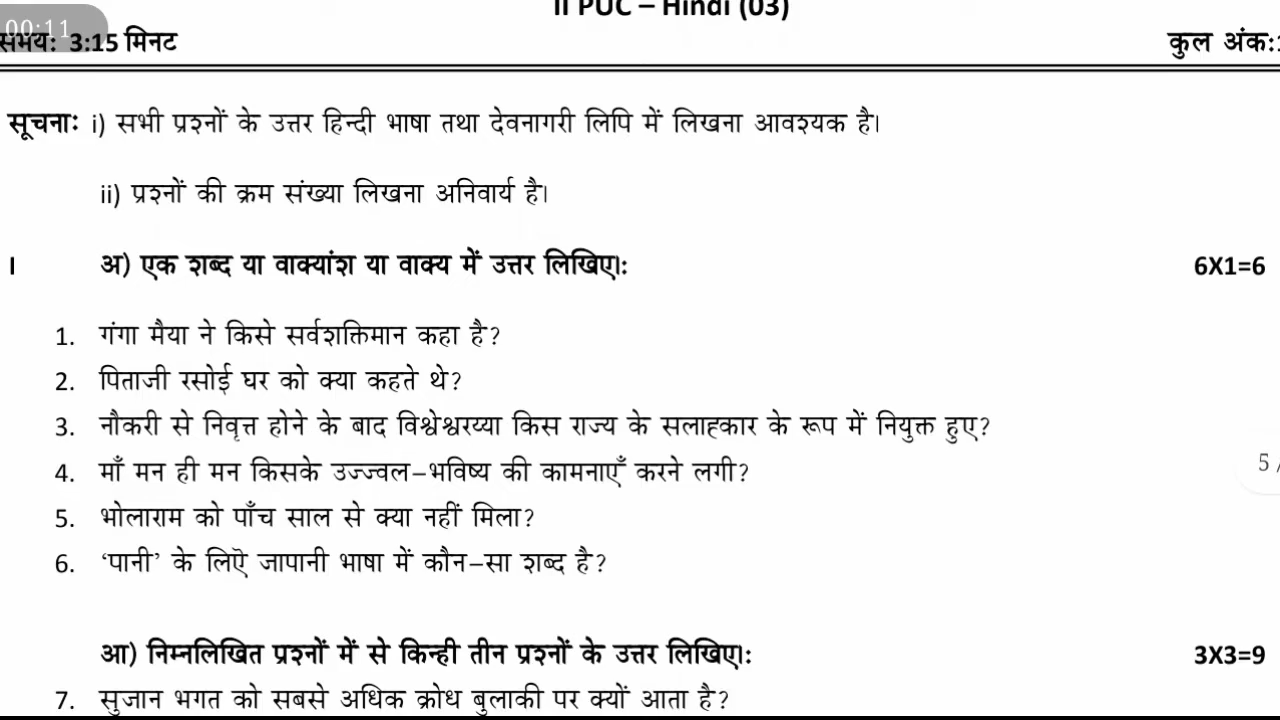 II PUC – Hindi (03)
00:11
समय: 3:15 मिनट कुल अंक:
सूचनाः i) सभी प्रश्नों के उत्तर हिन्दी भाषा तथा देवनागरी लिपि में लिखना आवश्यक है।
ii) प्रश्नों की क्रम संख्या लिखना अनिवार्य है।
I अ) एक शब्द या वाक्यांश या वाक्य में उत्तर लिखिए।: 6X1=6
1. गंगा मैया ने किसे सर्वशक्तिमान कहा है?
2. पिताजी रसोई घर को क्या कहते थे?
3. नौकरी से निवृत्त होने के बाद विश्वेश्वरय्या किस राज्य के सलाहकार के रूप में नियुक्त हुए?
4. माँ मन ही मन किसके उज्ज्वल–भविष्य की कामनाएँ करने लगी?
5 /
5. भोलाराम को पाँच साल से क्या नहीं मिला?
6. ‘पानी’ के लिऐ जापानी भाषा में कौन–सा शब्द है?
आ) निम्नलिखित प्रश्नों में से किन्ही तीन प्रश्नों के उत्तर लिखिए।: 3X3=9
7. सुजान भगत को सबसे अधिक क्रोध बुलाकी पर क्यों आता है?